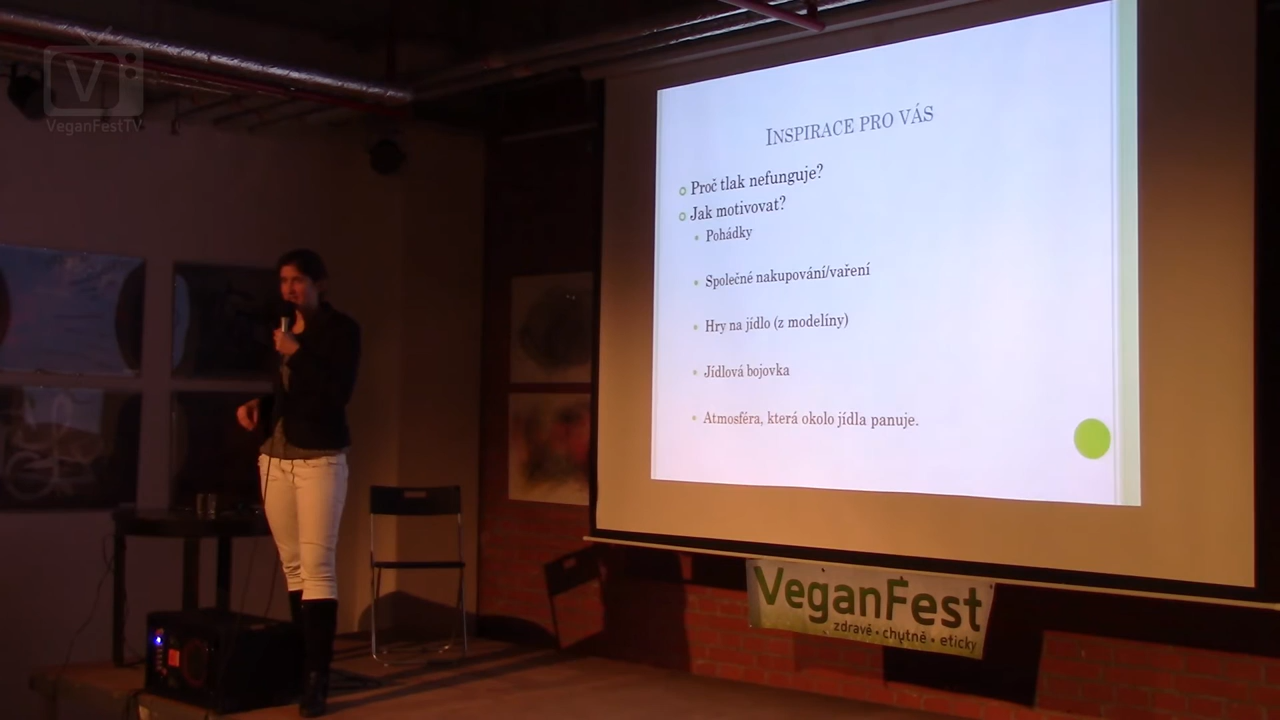 VeganFestTV
INSPIRACE PRO VÁS
Proč tlak nefunguje?
Jak motivovat?
Pohádky
Společné nakupování/vaření
Hry na jídlo (z modelíny)
Jídlová bojovka
Atmosféra, která okolo jídla panuje.
VeganFest
zdravě • chutně • eticky